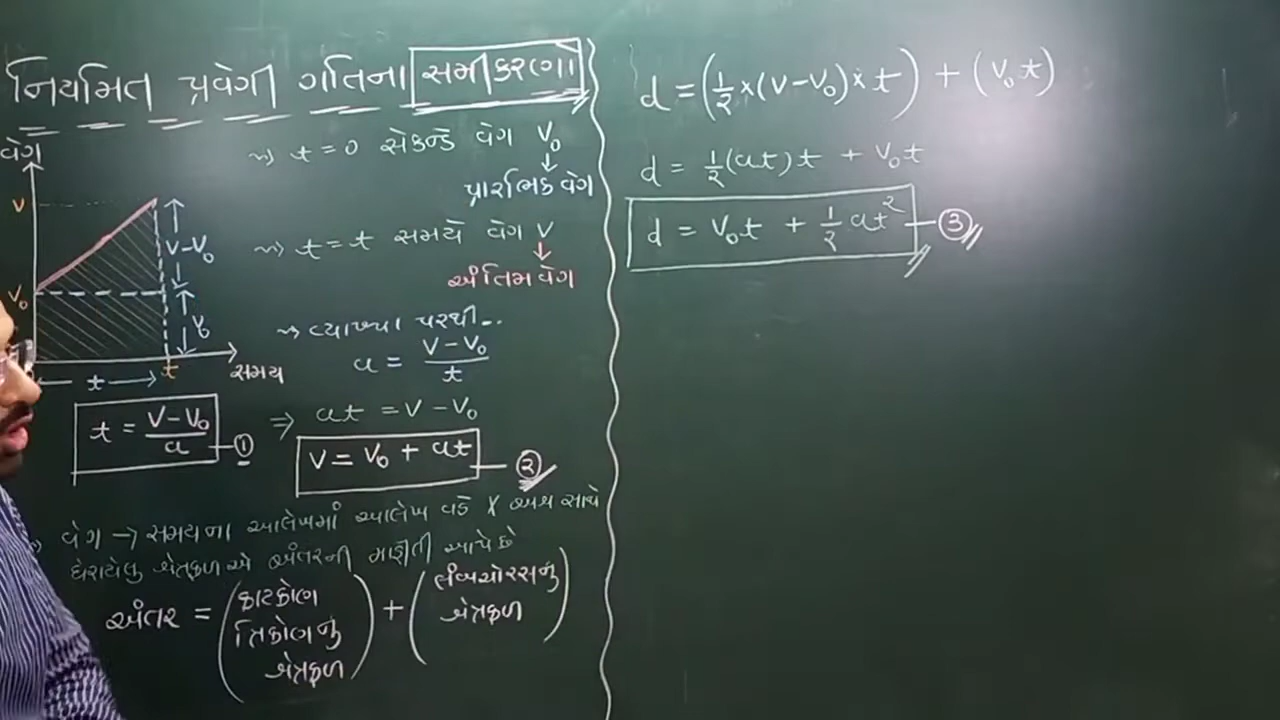 નિયમિત પ્રવેગી ગતિના સમીકરણો
વેગ
v
v₀
v-v₀
v₀
t
t
સમય
t = 0 સેકન્ડે વેગ v₀
પ્રારંભિક વેગ
t = t સમયે વેગ v
અંતિમ વેગ
વ્યાખ્યા પરથી...
a = (v-v₀)/t
t = (v-v₀)/a - ①
⇒ at = v - v₀
v = v₀ + at - ②
વેગ → સમયના આલેખમાં આલેખ વડે X અક્ષ સાથે
ઘેરાયેલુ ક્ષેત્રફળ એ અંતરની માહીતી આપે છે
અંતર = (કાટકોણ ત્રિકોણનું ક્ષેત્રફળ) + (લંબચોરસનું ક્ષેત્રફળ)
d = (½ × (v-v₀) × t) + (v₀t)
d = ½(at)t + v₀t
d = v₀t + ½at² - ③